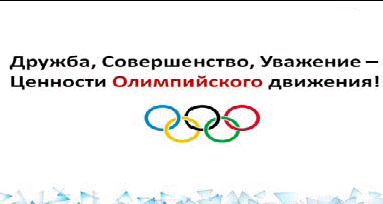 Дружба, Совершенство, Уважение –
Ценности Олимпийского движения!